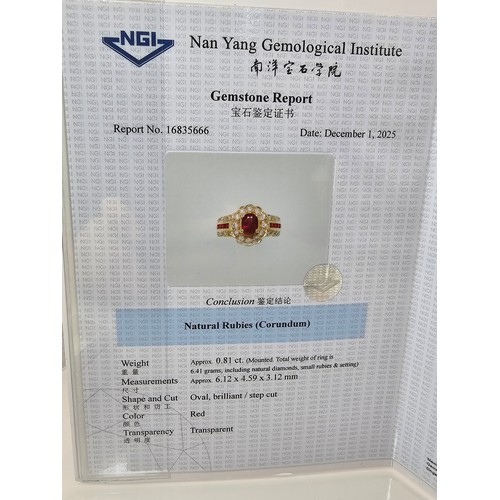 NGI
Nan Yang Gemological Institute
南洋宝石学院
Gemstone Report
宝石鉴定证书
Report No. 16835666 Date: December 1, 2025
Conclusion 鉴定结论
Natural Rubies (Corundum)
Weight Approx. 0.81 ct. (Mounted. Total weight of ring is
重量 6.41 grams, including natural diamonds, small rubies & setting)
Measurements Approx. 6.12 x 4.59 x 3.12 mm
尺寸
Shape and Cut Oval, brilliant / step cut
形状和切工
Color Red
颜色
Transparency Transparent
透明度